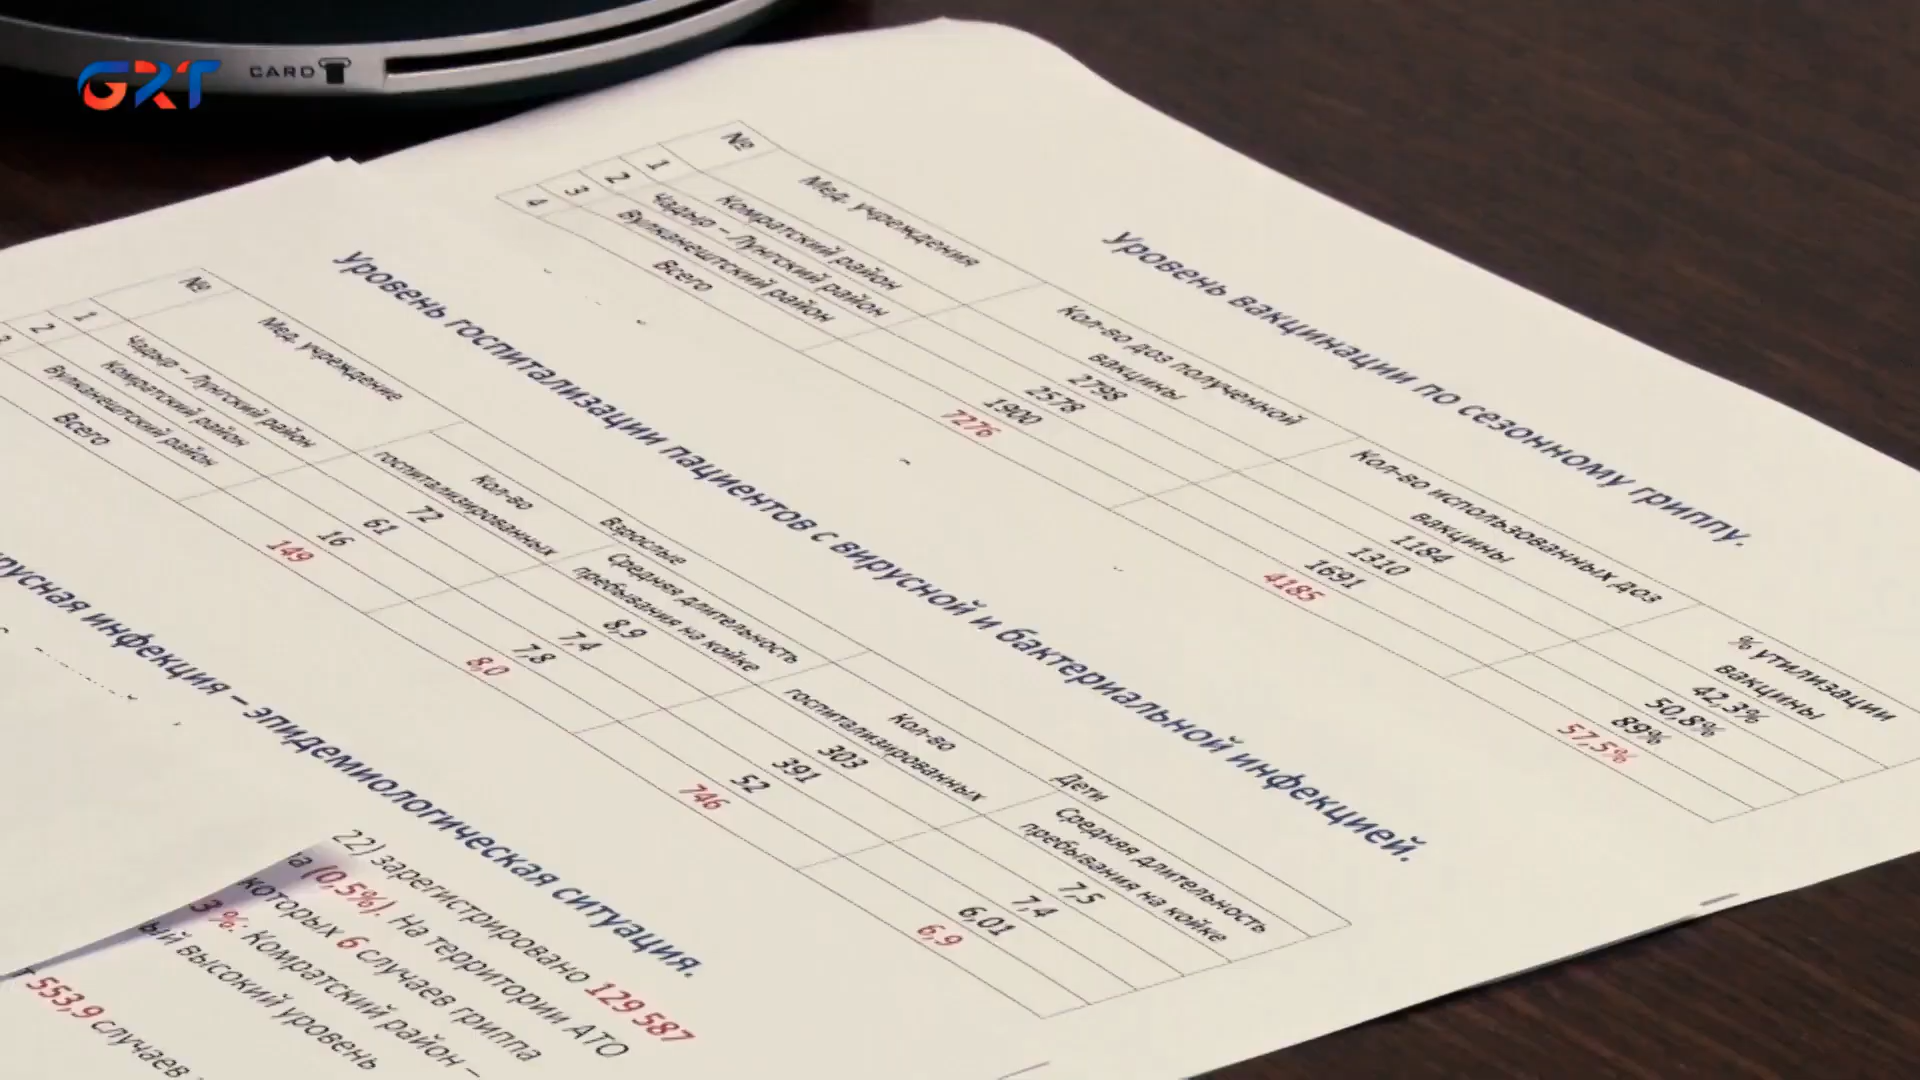 GRT
CARD
Уровень вакцинации по сезонному гриппу.
№ Мед. учреждения Кол-во доз полученной вакцины Кол-во использованных доз вакцины % утилизации вакцины
1 Комратский район 2798 1184 42,3%
2 Чадыр – Лунгский район 2578 1310 50,8%
3 Вулканештский район 1900 1691 89%
4 Всего 7276 4185 57,5%
Уровень госпитализации пациентов с вирусной и бактериальной инфекцией.
№ Мед. учреждение Взрослые Дети
Кол-во госпитализированных Средняя длительность пребывания на койке Кол-во госпитализированных Средняя длительность пребывания на койке
1 Чадыр – Лунгский район 72 8,9 303 7,5
2 Комратский район 61 7,4 391 7,4
3 Вулканештский район 16 7,8 52 6,01
Всего 149 8,0 746 6,9
инфекция – эпидемиологическая ситуация.
22) зарегистрировано 129 587
(0,5%). На территории АТО
которых 6 случаев гриппа
3 %. Комратский район –
высокий уровень
553,9 случаев